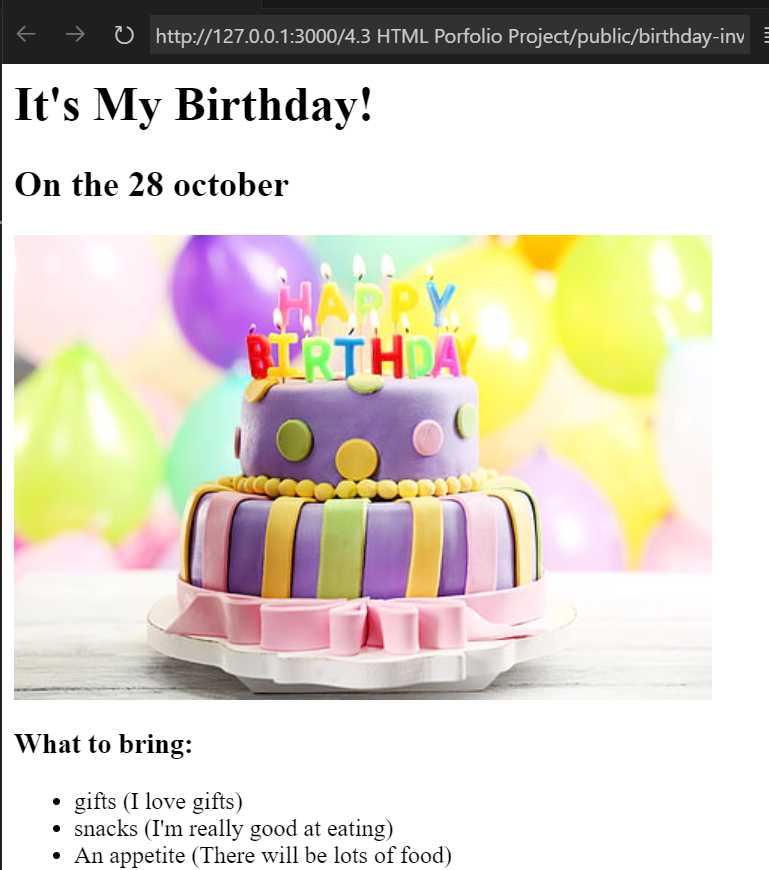 http://127.0.0.1:3000/4.3 HTML Porfolio Project/public/birthday-inv
It's My Birthday!
On the 28 october
HAPPY
BIRTHDAY
What to bring:
gifts (I love gifts)
snacks (I'm really good at eating)
An appetite (There will be lots of food)